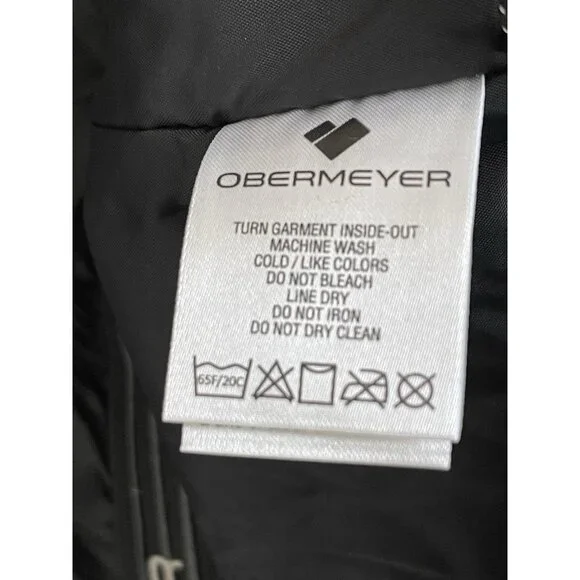 OBERMEYER
TURN GARMENT INSIDE-OUT
MACHINE WASH
COLD / LIKE COLORS
DO NOT BLEACH
LINE DRY
DO NOT IRON
DO NOT DRY CLEAN
65F/20C
R